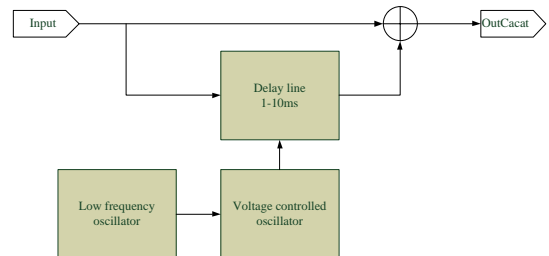 Input
OutCacat
Delay line
1-10ms
Low frequency
oscillator
Voltage controlled
oscillator